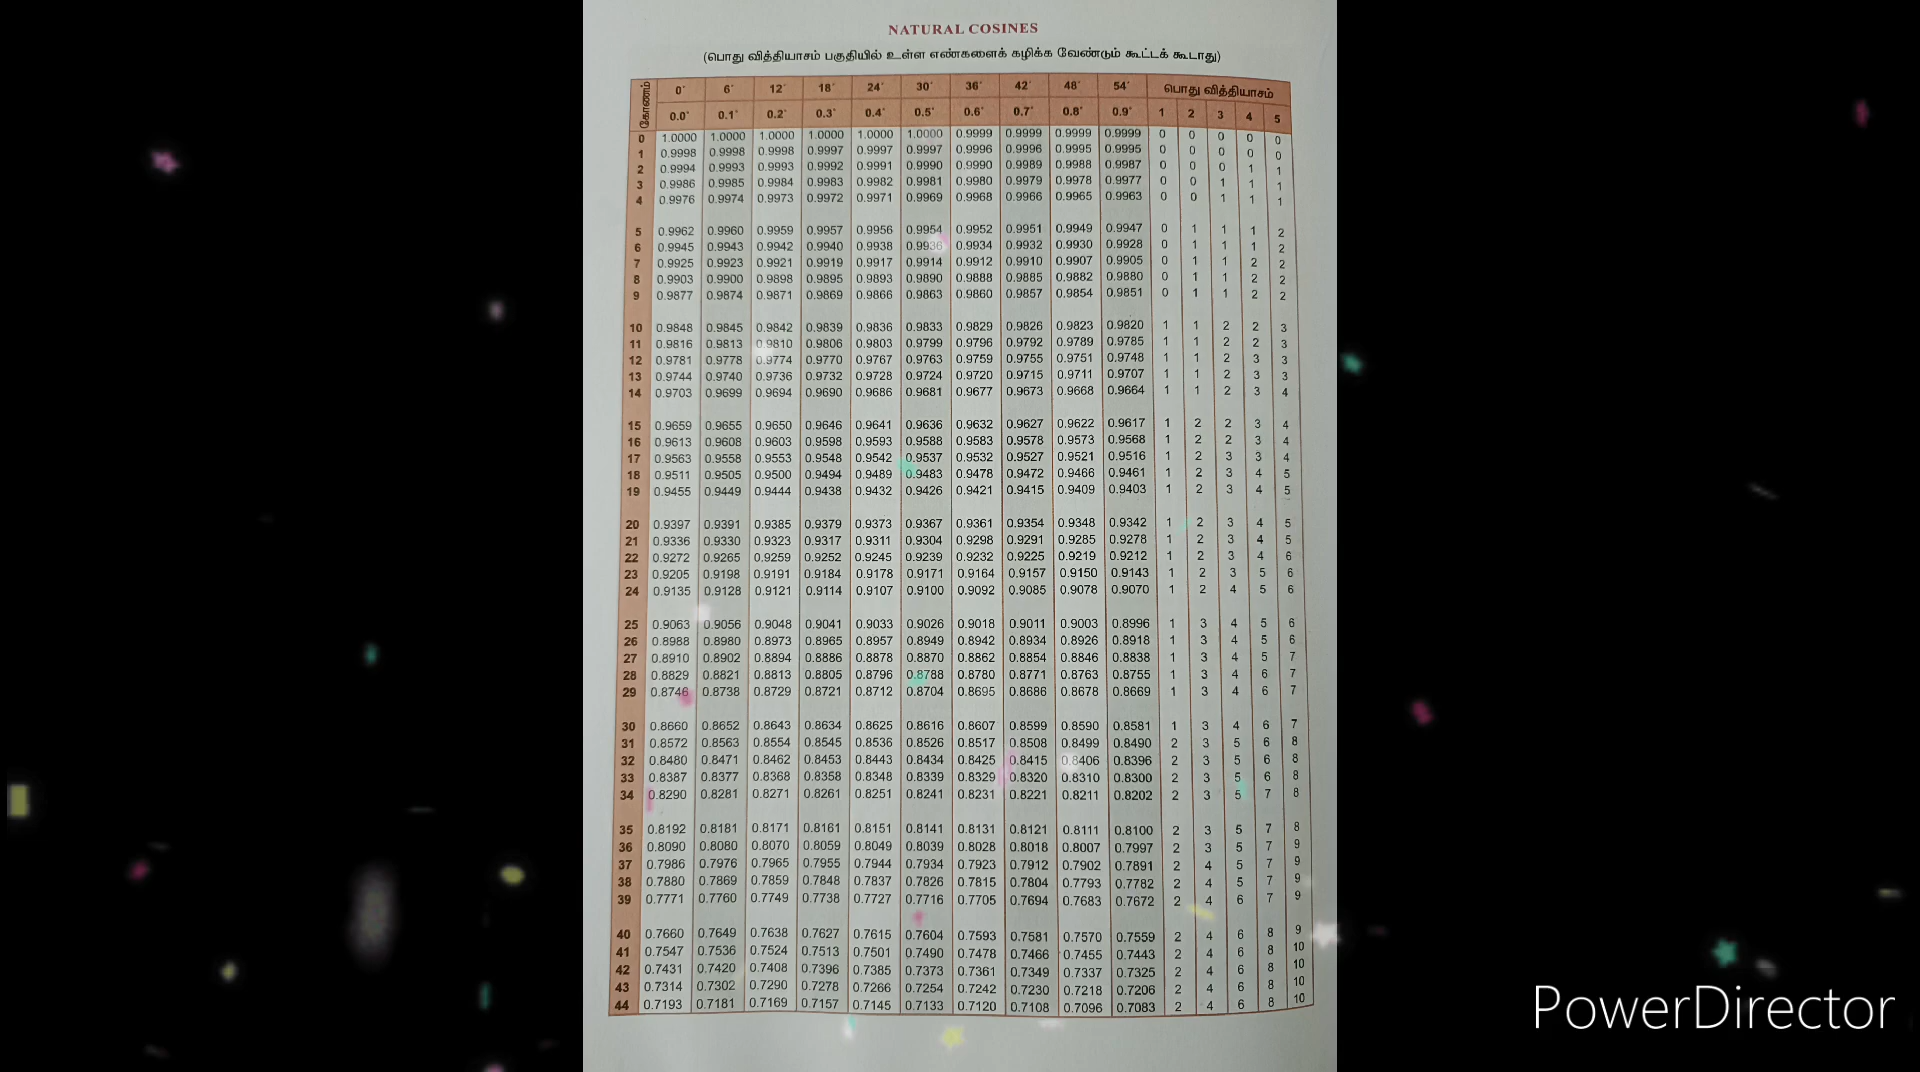 NATURAL COSINES
(பொது வித்தியாசம் பகுதியில் உள்ள எண்களைக் கழிக்க வேண்டும் கூட்டக் கூடாது)
கோணம் 0' 6' 12' 18' 24' 30' 36' 42' 48' 54' பொது வித்தியாசம்
0.0° 0.1° 0.2° 0.3° 0.4° 0.5° 0.6° 0.7° 0.8° 0.9° 1 2 3 4 5
0 1.0000 1.0000 1.0000 1.0000 1.0000 1.0000 0.9999 0.9999 0.9999 0.9999 0 0 0 0 0
1 0.9998 0.9998 0.9998 0.9997 0.9997 0.9997 0.9996 0.9996 0.9995 0.9995 0 0 0 0 0
2 0.9994 0.9993 0.9993 0.9992 0.9991 0.9990 0.9990 0.9989 0.9988 0.9987 0 0 0 1 1
3 0.9986 0.9985 0.9984 0.9983 0.9982 0.9981 0.9980 0.9979 0.9978 0.9977 0 0 1 1 1
4 0.9976 0.9974 0.9973 0.9972 0.9971 0.9969 0.9968 0.9966 0.9965 0.9963 0 0 1 1 1
5 0.9962 0.9960 0.9959 0.9957 0.9956 0.9954 0.9952 0.9951 0.9949 0.9947 0 1 1 1 2
6 0.9945 0.9943 0.9942 0.9940 0.9938 0.9936 0.9934 0.9932 0.9930 0.9928 0 1 1 1 2
7 0.9925 0.9923 0.9921 0.9919 0.9917 0.9914 0.9912 0.9910 0.9907 0.9905 0 1 1 2 2
8 0.9903 0.9900 0.9898 0.9895 0.9893 0.9890 0.9888 0.9885 0.9882 0.9880 0 1 1 2 2
9 0.9877 0.9874 0.9871 0.9869 0.9866 0.9863 0.9860 0.9857 0.9854 0.9851 0 1 1 2 2
10 0.9848 0.9845 0.9842 0.9839 0.9836 0.9833 0.9829 0.9826 0.9823 0.9820 1 1 2 2 3
11 0.9816 0.9813 0.9810 0.9806 0.9803 0.9799 0.9796 0.9792 0.9789 0.9785 1 1 2 2 3
12 0.9781 0.9778 0.9774 0.9770 0.9767 0.9763 0.9759 0.9755 0.9751 0.9748 1 1 2 3 3
13 0.9744 0.9740 0.9736 0.9732 0.9728 0.9724 0.9720 0.9715 0.9711 0.9707 1 1 2 3 3
14 0.9703 0.9699 0.9694 0.9690 0.9686 0.9681 0.9677 0.9673 0.9668 0.9664 1 1 2 3 4
15 0.9659 0.9655 0.9650 0.9646 0.9641 0.9636 0.9632 0.9627 0.9622 0.9617 1 2 2 3 4
16 0.9613 0.9608 0.9603 0.9598 0.9593 0.9588 0.9583 0.9578 0.9573 0.9568 1 2 2 3 4
17 0.9563 0.9558 0.9553 0.9548 0.9542 0.9537 0.9532 0.9527 0.9521 0.9516 1 2 3 3 4
18 0.9511 0.9505 0.9500 0.9494 0.9489 0.9483 0.9478 0.9472 0.9466 0.9461 1 2 3 4 5
19 0.9455 0.9449 0.9444 0.9438 0.9432 0.9426 0.9421 0.9415 0.9409 0.9403 1 2 3 4 5
20 0.9397 0.9391 0.9385 0.9379 0.9373 0.9367 0.9361 0.9354 0.9348 0.9342 1 2 3 4 5
21 0.9336 0.9330 0.9323 0.9317 0.9311 0.9304 0.9298 0.9291 0.9285 0.9278 1 2 3 4 5
22 0.9272 0.9265 0.9259 0.9252 0.9245 0.9239 0.9232 0.9225 0.9219 0.9212 1 2 3 4 6
23 0.9205 0.9198 0.9191 0.9184 0.9178 0.9171 0.9164 0.9157 0.9150 0.9143 1 2 3 5 6
24 0.9135 0.9128 0.9121 0.9114 0.9107 0.9100 0.9092 0.9085 0.9078 0.9070 1 2 4 5 6
25 0.9063 0.9056 0.9048 0.9041 0.9033 0.9026 0.9018 0.9011 0.9003 0.8996 1 3 4 5 6
26 0.8988 0.8980 0.8973 0.8965 0.8957 0.8949 0.8942 0.8934 0.8926 0.8918 1 3 4 5 6
27 0.8910 0.8902 0.8894 0.8886 0.8878 0.8870 0.8862 0.8854 0.8846 0.8838 1 3 4 5 7
28 0.8829 0.8821 0.8813 0.8805 0.8796 0.8788 0.8780 0.8771 0.8763 0.8755 1 3 4 6 7
29 0.8746 0.8738 0.8729 0.8721 0.8712 0.8704 0.8695 0.8686 0.8678 0.8669 1 3 4 6 7
30 0.8660 0.8652 0.8643 0.8634 0.8625 0.8616 0.8607 0.8599 0.8590 0.8581 1 3 4 6 7
31 0.8572 0.8563 0.8554 0.8545 0.8536 0.8526 0.8517 0.8508 0.8499 0.8490 2 3 5 6 8
32 0.8480 0.8471 0.8462 0.8453 0.8443 0.8434 0.8425 0.8415 0.8406 0.8396 2 3 5 6 8
33 0.8387 0.8377 0.8368 0.8358 0.8348 0.8339 0.8329 0.8320 0.8310 0.8300 2 3 5 6 8
34 0.8290 0.8281 0.8271 0.8261 0.8251 0.8241 0.8231 0.8221 0.8211 0.8202 2 3 5 7 8
35 0.8192 0.8181 0.8171 0.8161 0.8151 0.8141 0.8131 0.8121 0.8111 0.8100 2 3 5 7 8
36 0.8090 0.8080 0.8070 0.8059 0.8049 0.8039 0.8028 0.8018 0.8007 0.7997 2 3 5 7 9
37 0.7986 0.7976 0.7965 0.7955 0.7944 0.7934 0.7923 0.7912 0.7902 0.7891 2 4 5 7 9
38 0.7880 0.7869 0.7859 0.7848 0.7837 0.7826 0.7815 0.7804 0.7793 0.7782 2 4 5 7 9
39 0.7771 0.7760 0.7749 0.7738 0.7727 0.7716 0.7705 0.7694 0.7683 0.7672 2 4 6 7 9
40 0.7660 0.7649 0.7638 0.7627 0.7615 0.7604 0.7593 0.7581 0.7570 0.7559 2 4 6 8 9
41 0.7547 0.7536 0.7524 0.7513 0.7501 0.7490 0.7478 0.7466 0.7455 0.7443 2 4 6 8 10
42 0.7431 0.7420 0.7408 0.7396 0.7385 0.7373 0.7361 0.7349 0.7337 0.7325 2 4 6 8 10
43 0.7314 0.7302 0.7290 0.7278 0.7266 0.7254 0.7242 0.7230 0.7218 0.7206 2 4 6 8 10
44 0.7193 0.7181 0.7169 0.7157 0.7145 0.7133 0.7120 0.7108 0.7096 0.7083 2 4 6 8 10
PowerDirector